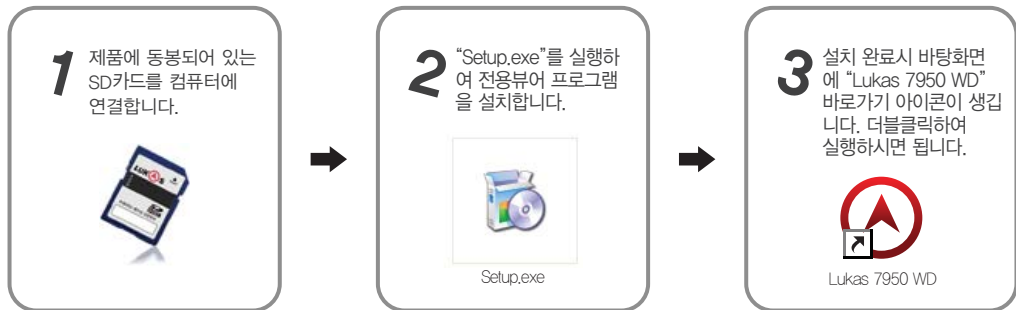 1
제품에 동봉되어 있는
SD카드를 컴퓨터에
연결합니다.
LUKAS
2
“Setup.exe”를 실행하
여 전용뷰어 프로그램
을 설치합니다.
Setup.exe
3
설치 완료시 바탕화면
에 “Lukas 7950 WD”
바로가기 아이콘이 생깁
니다. 더블클릭하여
실행하시면 됩니다.
Lukas 7950 WD